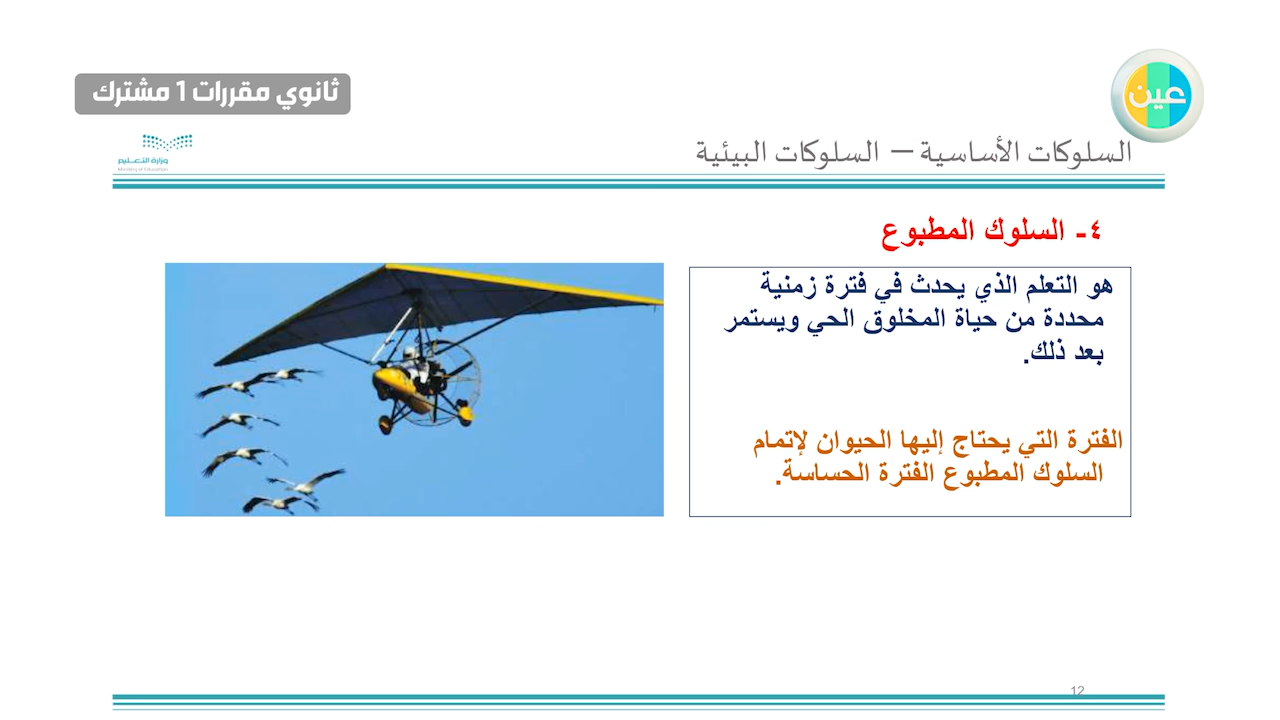 ثانوي مقررات 1 مشترك
عين
وزارة التعليم
Ministry of Education
السلوكات الأساسية – السلوكات البيئية
٤- السلوك المطبوع
هو التعلم الذي يحدث في فترة زمنية
محددة من حياة المخلوق الحي ويستمر
بعد ذلك.
الفترة التي يحتاج إليها الحيوان لإتمام
السلوك المطبوع الفترة الحساسة.
12